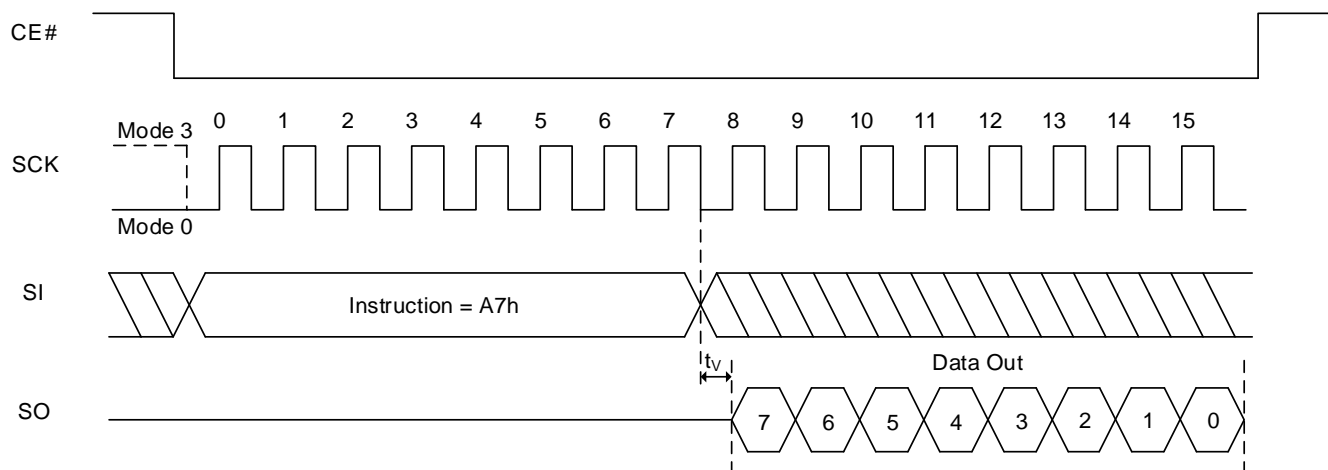 CE#
0 1 2 3 4 5 6 7 8 9 10 11 12 13 14 15
Mode 3
SCK
Mode 0
SI
Instruction = A7h
tV
Data Out
SO
7 6 5 4 3 2 1 0